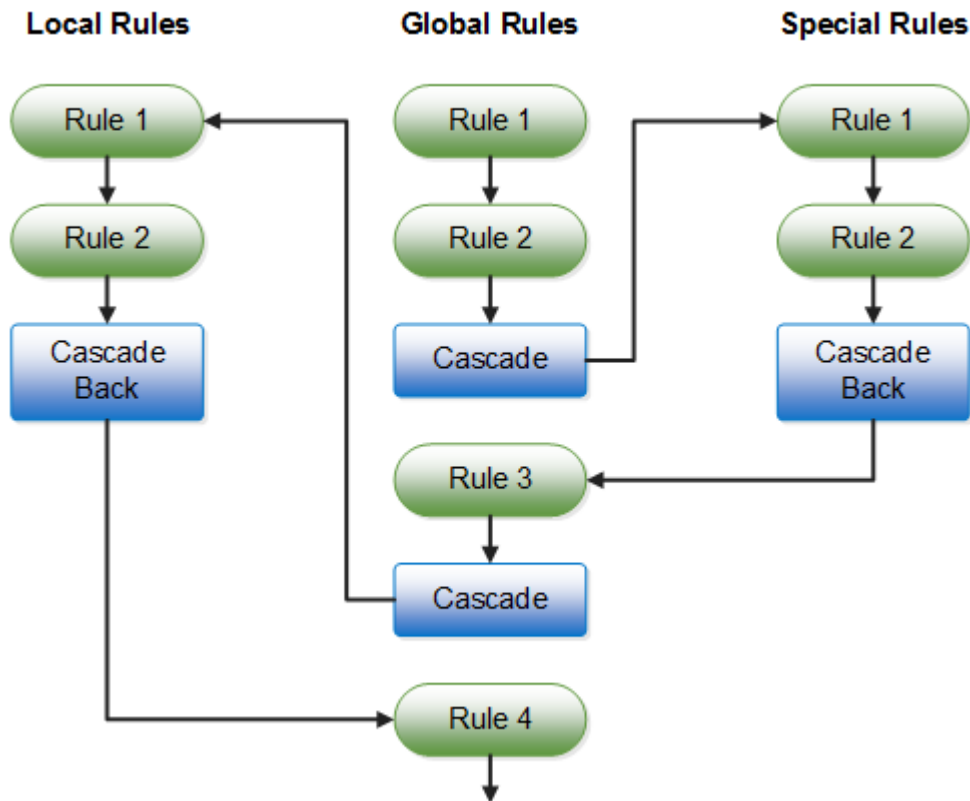 Local Rules
Global Rules
Special Rules
Rule 1
Rule 1
Rule 1
Rule 2
Rule 2
Rule 2
Cascade
Back
Cascade
Cascade
Back
Rule 3
Cascade
Rule 4